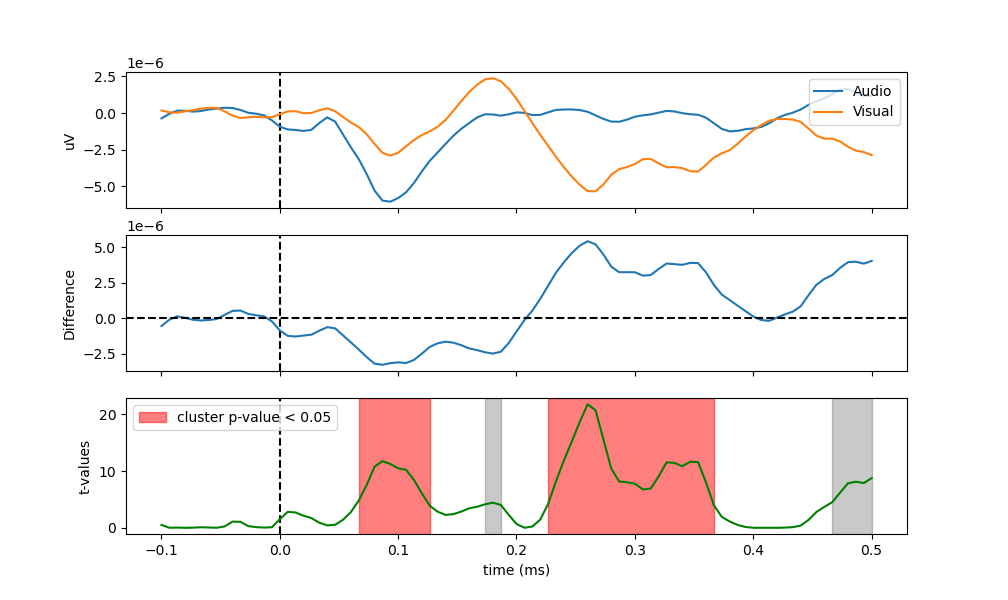 1e−6
2.5
0.0
−2.5
−5.0
uV
Audio
Visual
1e−6
5.0
2.5
0.0
−2.5
Difference
cluster p-value < 0.05
20
10
0
t-values
−0.1 0.0 0.1 0.2 0.3 0.4 0.5
time (ms)